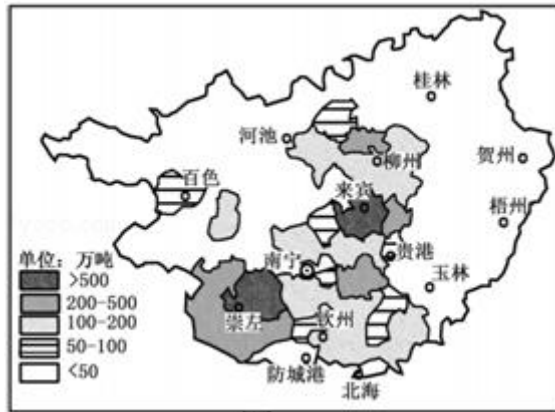 桂林
河池
柳州
贺州
百色
来宾
梧州
贵港
南宁
玉林
崇左
钦州
防城港
北海
单位：万吨
>500
200-500
100-200
50-100
<50